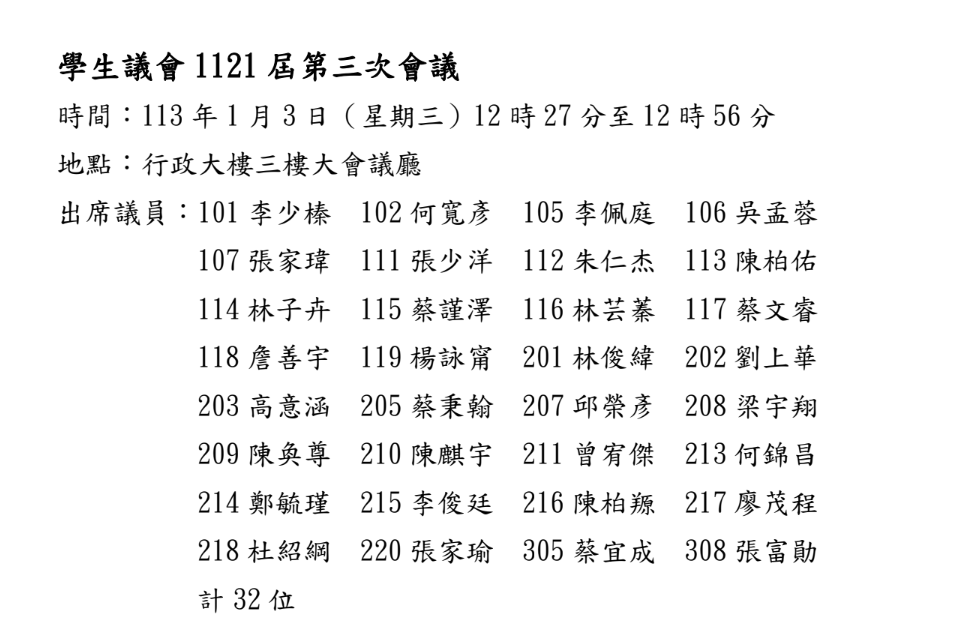 學生議會 1121 屆第三次會議
時間：113 年 1 月 3 日（星期三）12 時 27 分至 12 時 56 分
地點：行政大樓三樓大會議廳
出席議員：101 李少榛 102 何寬彥 105 李佩庭 106 吳孟蓉
107 張家瑋 111 張少洋 112 朱仁杰 113 陳柏佑
114 林子卉 115 蔡謹澤 116 林芸蓁 117 蔡文睿
118 詹善宇 119 楊詠甯 201 林俊緯 202 劉上華
203 高意涵 205 蔡秉翰 207 邱榮彥 208 梁宇翔
209 陳奐尊 210 陳麒宇 211 曾宥傑 213 何錦昌
214 鄭毓瑾 215 李俊廷 216 陳柏羱 217 廖茂程
218 杜紹綱 220 張家瑜 305 蔡宜成 308 張富勛
計 32 位